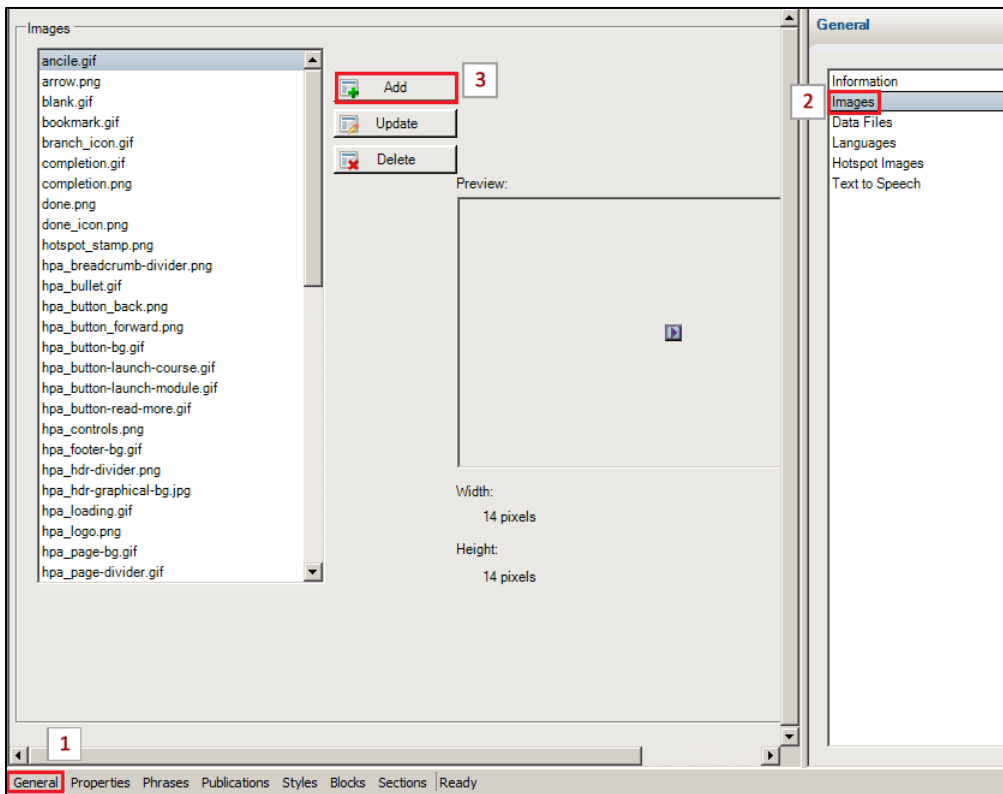 Images
ancile.gif
arrow.png
blank.gif
bookmark.gif
branch_icon.gif
completion.gif
completion.png
done.png
done_icon.png
hotspot_stamp.png
hpa_breadcrumb-divider.png
hpa_bullet.gif
hpa_button_back.png
hpa_button_forward.png
hpa_button-bg.gif
hpa_button-launch-course.gif
hpa_button-launch-module.gif
hpa_button-read-more.gif
hpa_controls.png
hpa_footer-bg.gif
hpa_hdr-divider.png
hpa_hdr-graphical-bg.jpg
hpa_loading.gif
hpa_logo.png
hpa_page-bg.gif
hpa_page-divider.gif
Add
3
Update
Delete
Preview:
Width:
14 pixels
Height:
14 pixels
General
Information
2
Images
Data Files
Languages
Hotspot Images
Text to Speech
1
General Properties Phrases Publications Styles Blocks Sections Ready